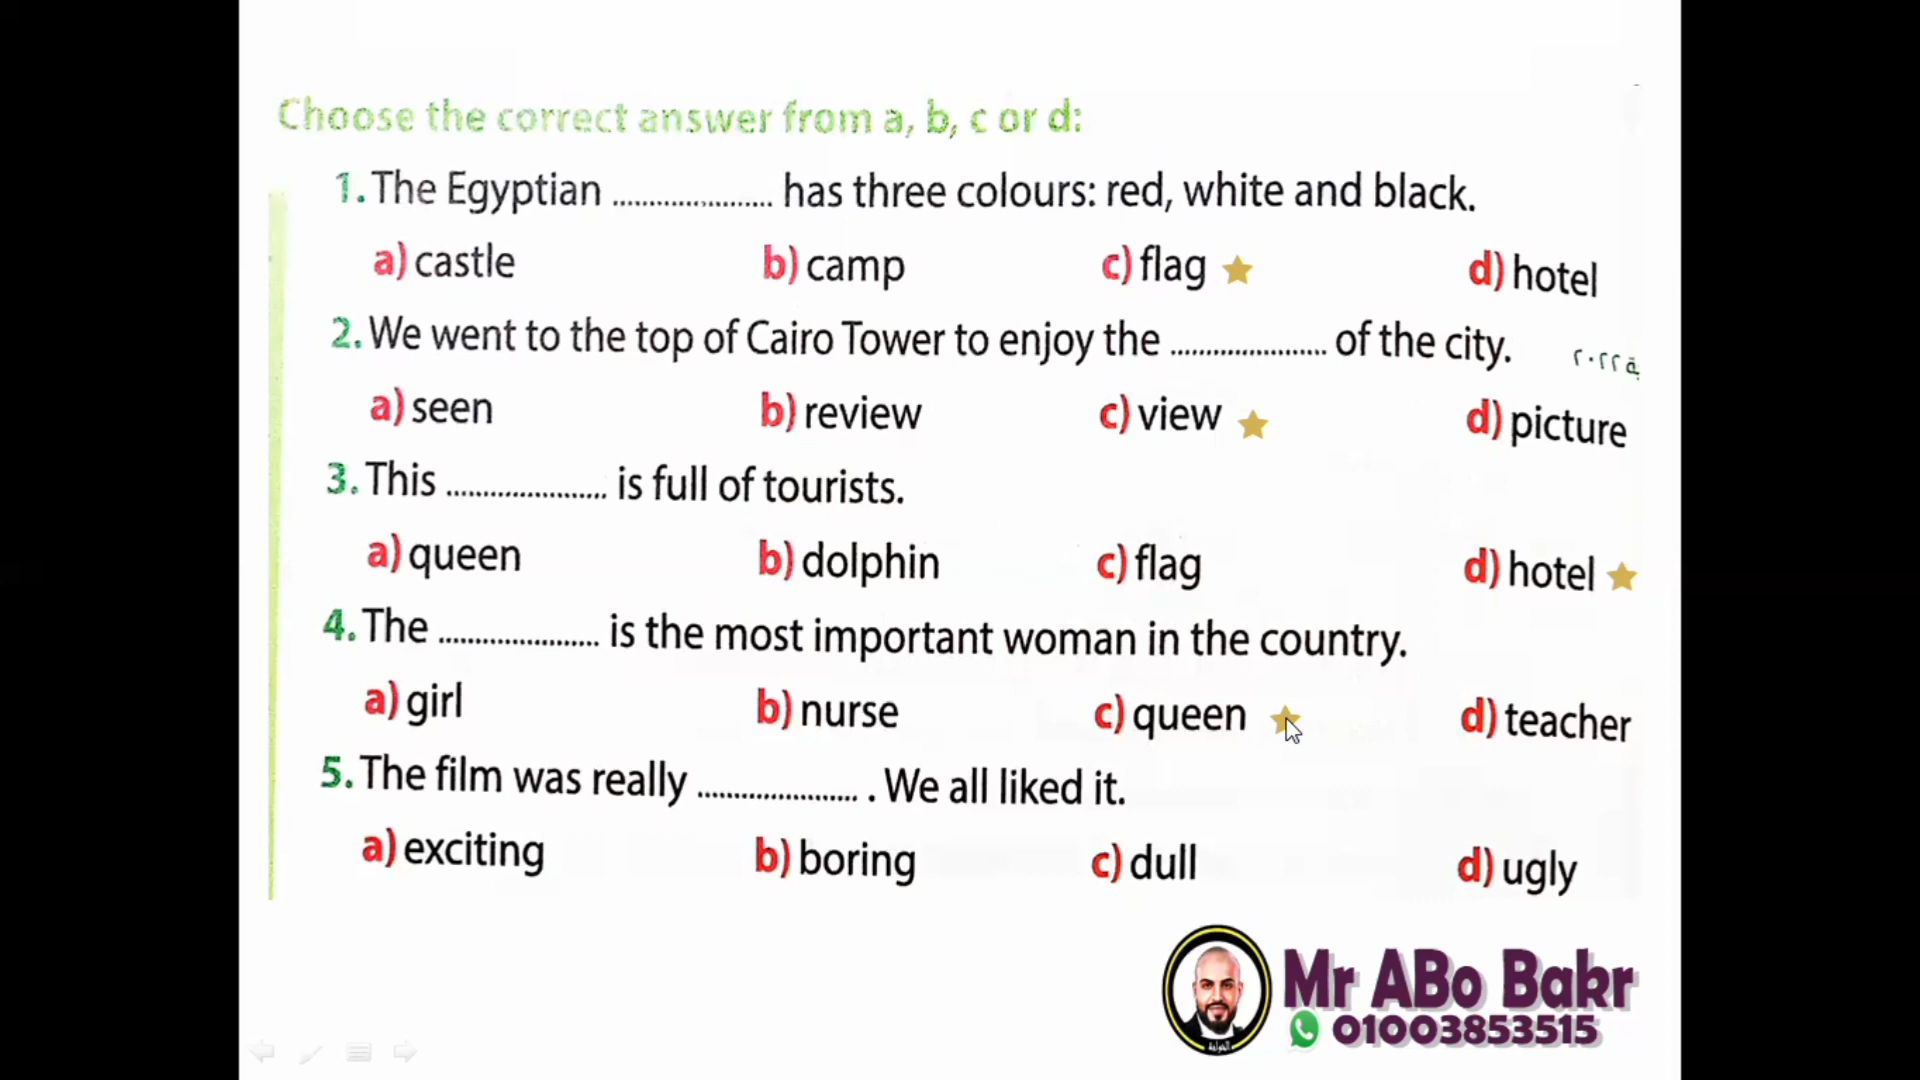 Choose the correct answer from a, b, c or d:
1. The Egyptian ...................... has three colours: red, white and black.
a) castle b) camp c) flag d) hotel
2. We went to the top of Cairo Tower to enjoy the ..................... of the city.
a) seen b) review c) view d) picture
3. This ...................... is full of tourists.
a) queen b) dolphin c) flag d) hotel
4. The ...................... is the most important woman in the country.
a) girl b) nurse c) queen d) teacher
5. The film was really ...................... . We all liked it.
a) exciting b) boring c) dull d) ugly
Mr ABo Bakr
01003853515